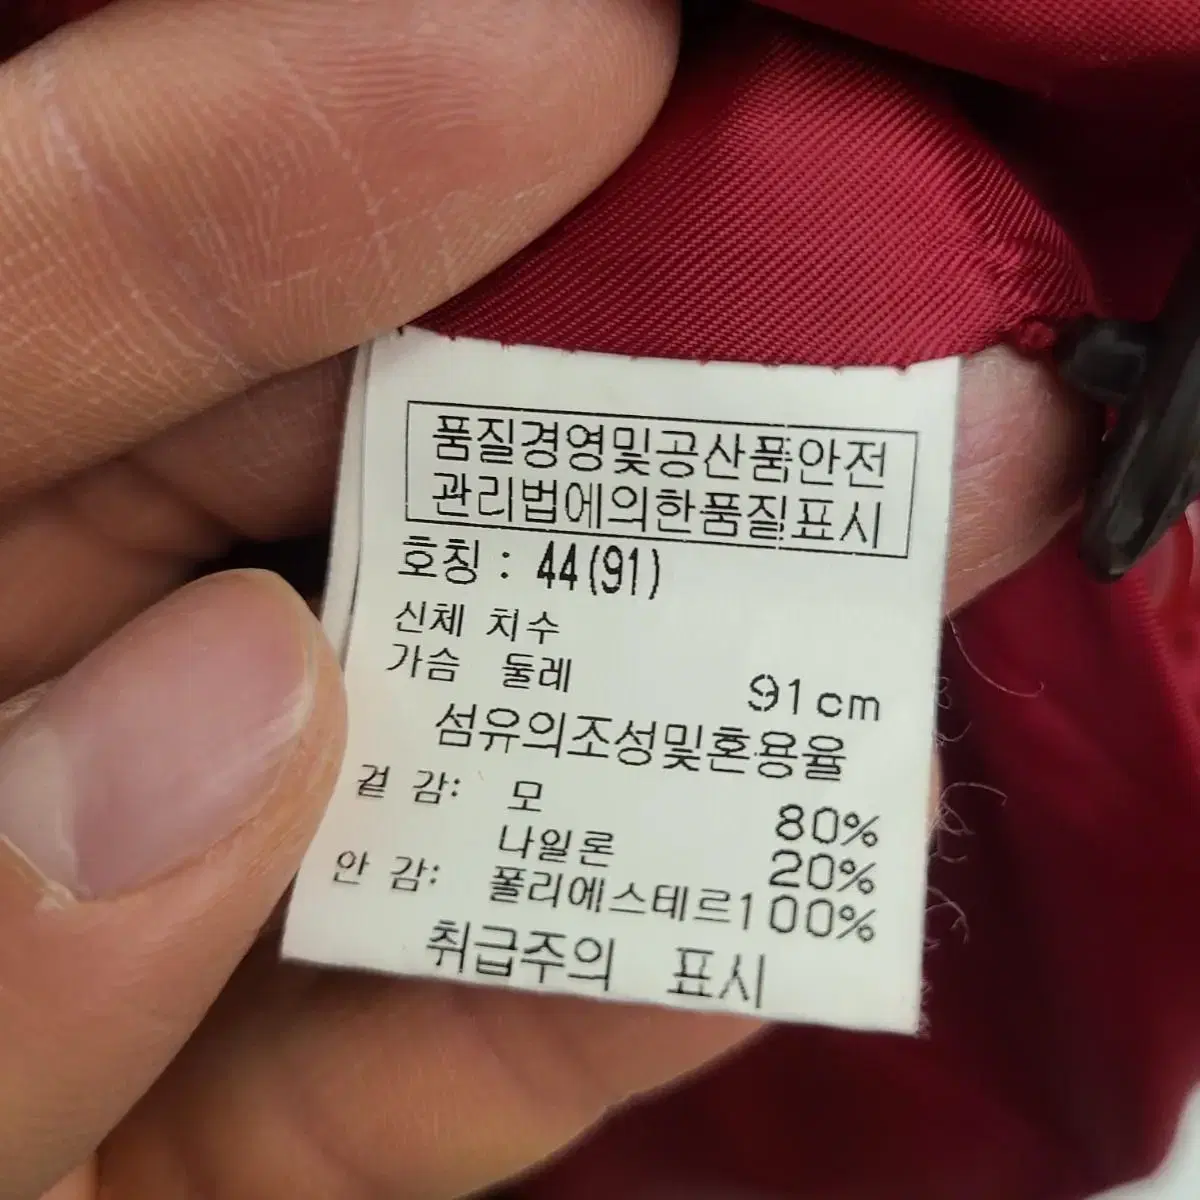 품질경영및공산품안전
관리법에의한품질표시
호칭 : 44(91)
신체 치수
가슴 둘레 91cm
섬유의조성및혼용율
겉 감: 모 80%
나일론 20%
안 감: 폴리에스테르100%
취급주의 표시